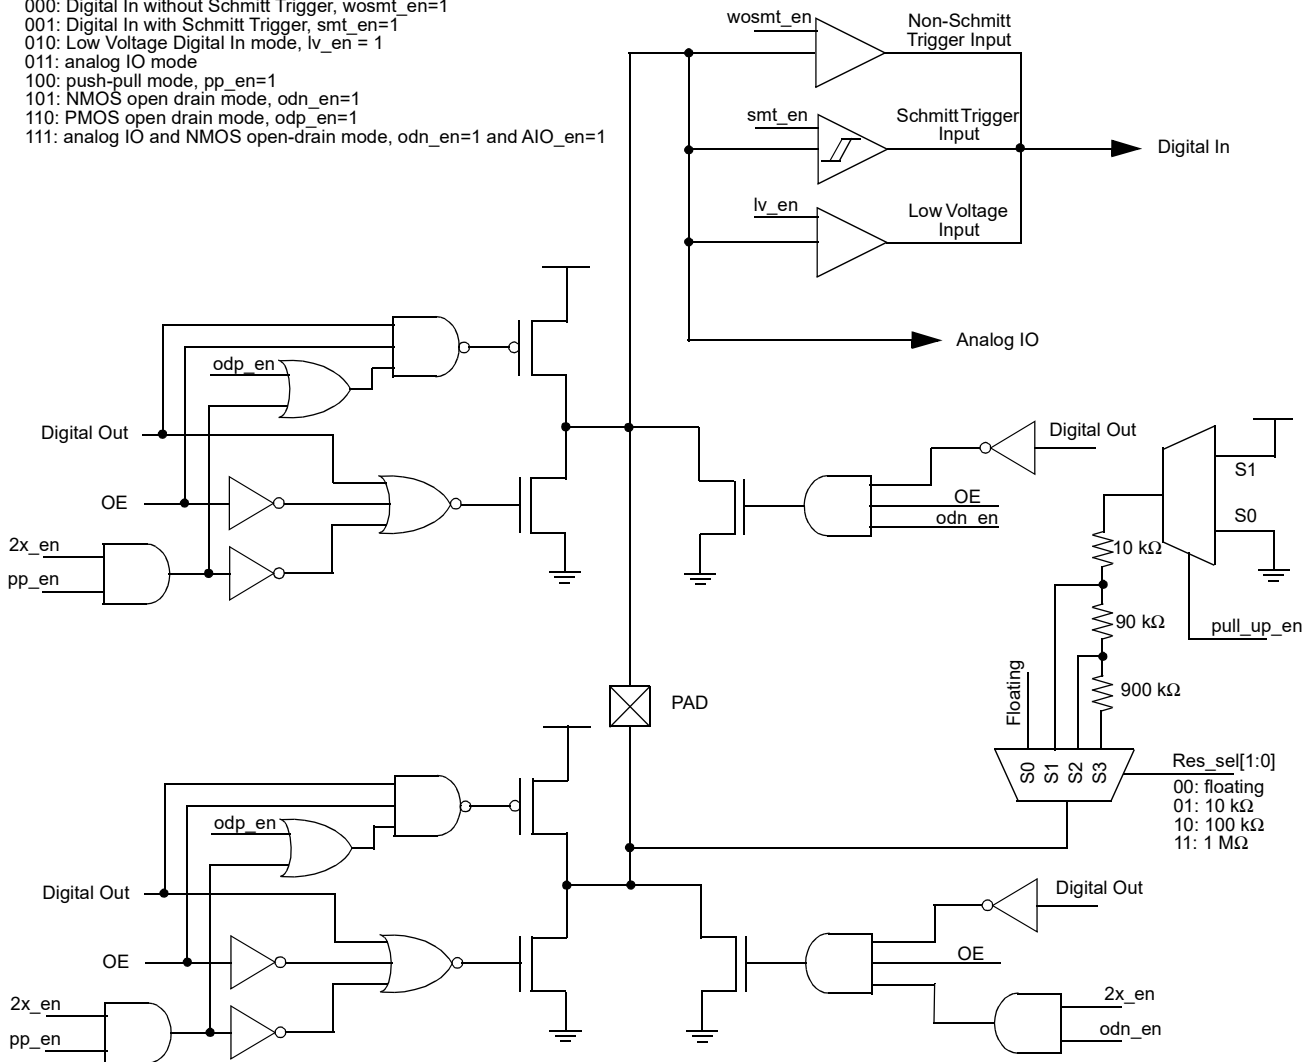 000: Digital In without Schmitt Trigger, wosmt_en=1
001: Digital In with Schmitt Trigger, smt_en=1
010: Low Voltage Digital In mode, lv_en = 1
011: analog IO mode
100: push-pull mode, pp_en=1
101: NMOS open drain mode, odn_en=1
110: PMOS open drain mode, odp_en=1
111: analog IO and NMOS open-drain mode, odn_en=1 and AIO_en=1
wosmt_en
Non-Schmitt
Trigger Input
smt_en
Schmitt Trigger
Input
Digital In
lv_en
Low Voltage
Input
Analog IO
odp_en
Digital Out
OE
2x_en
pp_en
Digital Out
OE
odn_en
S1
S0
10 kΩ
90 kΩ
pull_up_en
900 kΩ
Floating
PAD
S0
S1
S2
S3
Res_sel[1:0]
00: floating
01: 10 kΩ
10: 100 kΩ
11: 1 MΩ
odp_en
Digital Out
OE
2x_en
pp_en
Digital Out
OE
2x_en
odn_en